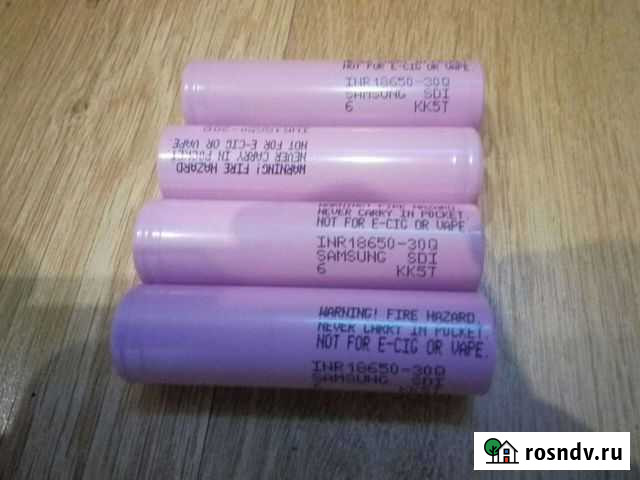 NOT FOR E-CIG OR VAPE
INR18650-30Q
SAMSUNG SDI
6 KK5T
WARNING! FIRE HAZARD
NEVER CARRY IN POCKET
NOT FOR E-CIG OR VAPE.
INR18650-30Q
WARNING! FIRE HAZARD.
NEVER CARRY IN POCKET.
NOT FOR E-CIG OR VAPE.
INR18650-30Q
SAMSUNG SDI
6 KK5T
WARNING! FIRE HAZARD.
NEVER CARRY IN POCKET.
NOT FOR E-CIG OR VAPE.
INR18650-30Q
SAMSUNG SDI
rosndv.ru